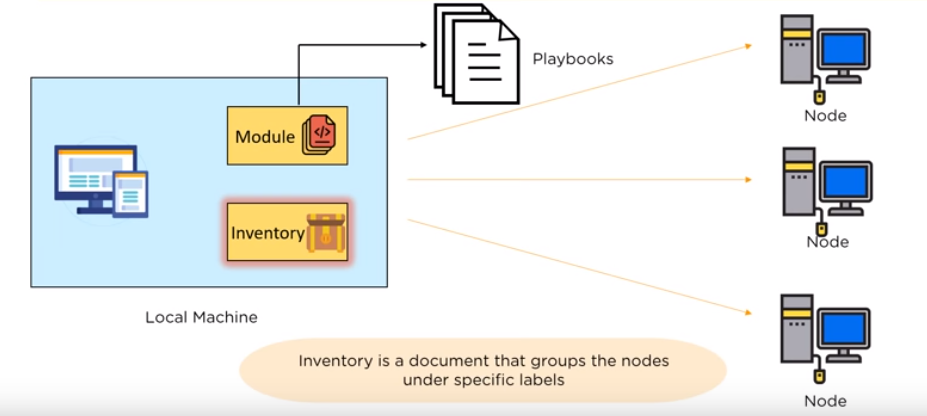 Playbooks
Module
Inventory
Local Machine
Node
Node
Node
Inventory is a document that groups the nodes
under specific labels